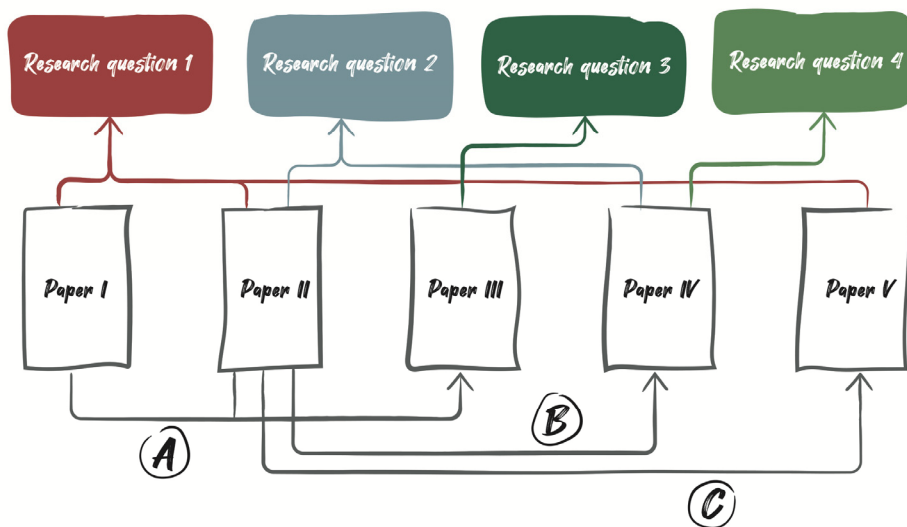 Research question 1
Research question 2
Research question 3
Research question 4
Paper I
Paper II
Paper III
Paper IV
Paper V
A
B
C